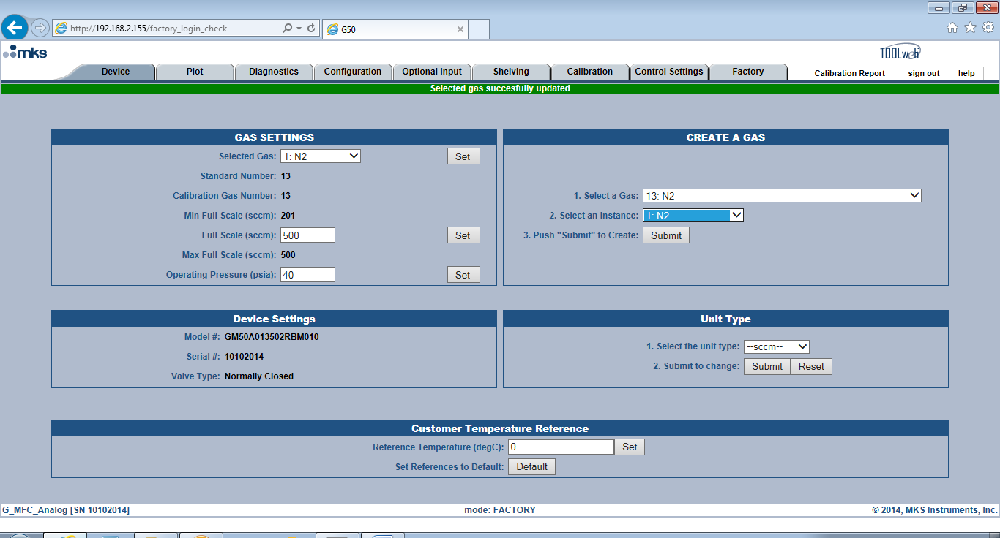 http://192.168.2.155/factory_login_check
G50
mks
TOOLweb
Device Plot Diagnostics Configuration Optional Input Shelving Calibration Control Settings Factory Calibration Report sign out help
Selected gas succesfully updated
GAS SETTINGS
Selected Gas: 1: N2 Set
Standard Number: 13
Calibration Gas Number: 13
Min Full Scale (sccm): 201
Full Scale (sccm): 500 Set
Max Full Scale (sccm): 500
Operating Pressure (psia): 40 Set
CREATE A GAS
1. Select a Gas: 13: N2
2. Select an Instance: 1: N2
3. Push "Submit" to Create: Submit
Device Settings
Model #: GM50A013502RBM010
Serial #: 10102014
Valve Type: Normally Closed
Unit Type
1. Select the unit type: --sccm--
2. Submit to change: Submit Reset
Customer Temperature Reference
Reference Temperature (degC): 0 Set
Set References to Default: Default
G_MFC_Analog [SN 10102014] mode: FACTORY © 2014, MKS Instruments, Inc.